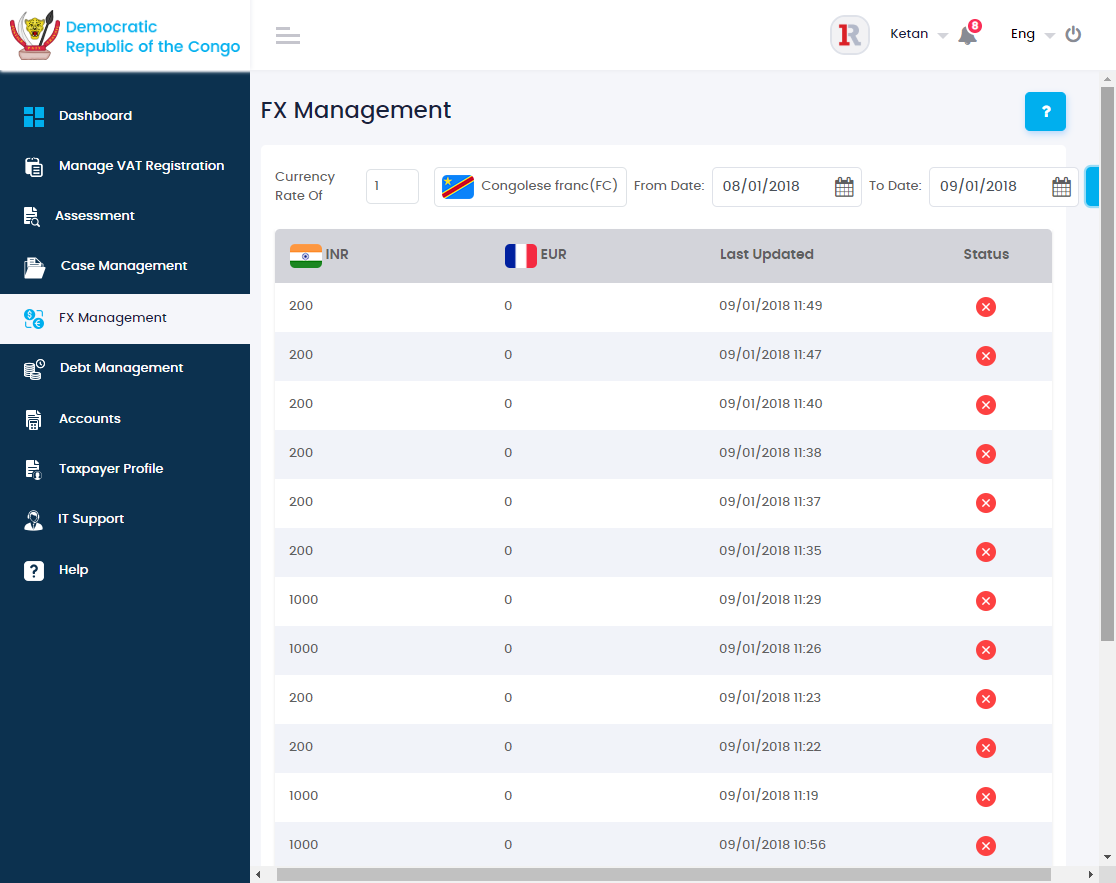 Democratic
Republic of the Congo
1R
Ketan
8
Eng
Dashboard
Manage VAT Registration
Assessment
Case Management
FX Management
Debt Management
Accounts
Taxpayer Profile
IT Support
Help
FX Management
?
Currency
Rate Of
1
Congolese franc(FC)
From Date:
08/01/2018
To Date:
09/01/2018
INR EUR Last Updated Status
200 0 09/01/2018 11:49
200 0 09/01/2018 11:47
200 0 09/01/2018 11:40
200 0 09/01/2018 11:38
200 0 09/01/2018 11:37
200 0 09/01/2018 11:35
1000 0 09/01/2018 11:29
1000 0 09/01/2018 11:26
200 0 09/01/2018 11:23
200 0 09/01/2018 11:22
1000 0 09/01/2018 11:19
1000 0 09/01/2018 10:56